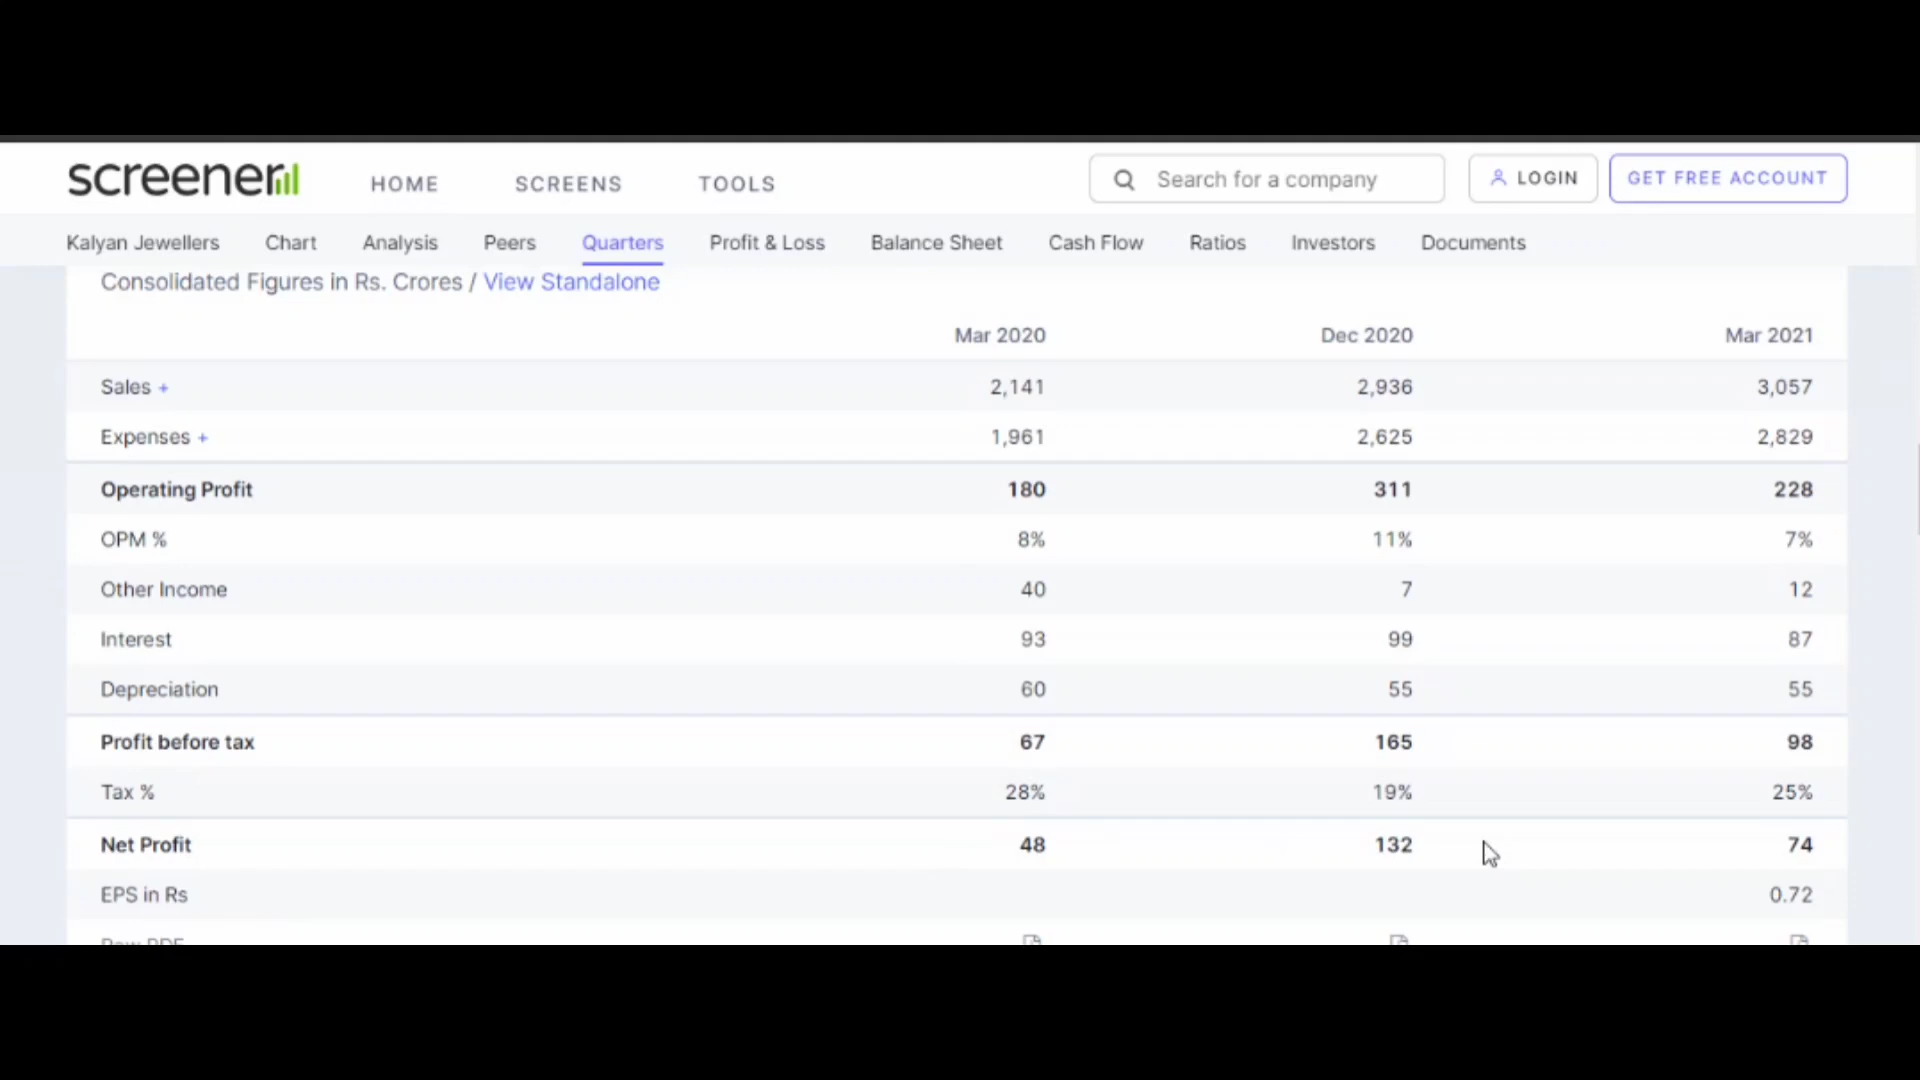 screener
HOME SCREENS TOOLS Search for a company LOGIN GET FREE ACCOUNT
Kalyan Jewellers Chart Analysis Peers Quarters Profit & Loss Balance Sheet Cash Flow Ratios Investors Documents
Consolidated Figures in Rs. Crores / View Standalone
Mar 2020 Dec 2020 Mar 2021
Sales + 2,141 2,936 3,057
Expenses + 1,961 2,625 2,829
Operating Profit 180 311 228
OPM % 8% 11% 7%
Other Income 40 7 12
Interest 93 99 87
Depreciation 60 55 55
Profit before tax 67 165 98
Tax % 28% 19% 25%
Net Profit 48 132 74
EPS in Rs 0.72